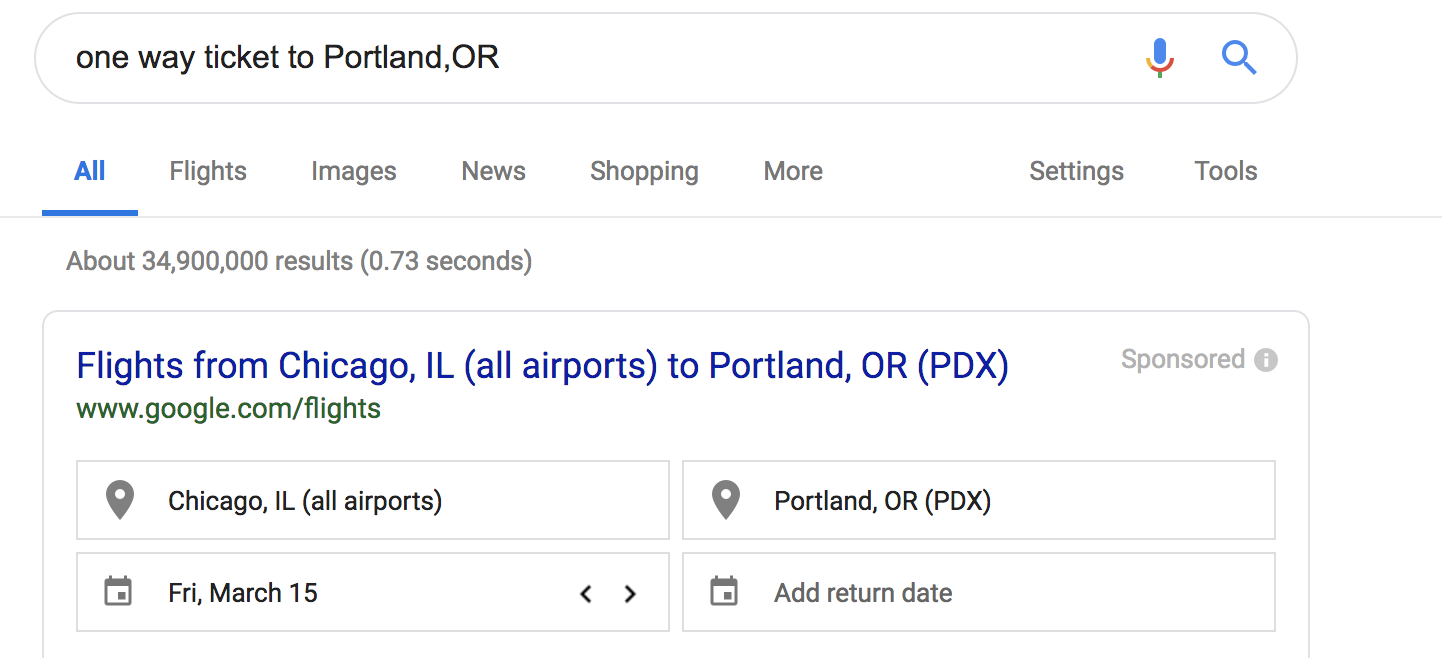 one way ticket to Portland,OR
All Flights Images News Shopping More Settings Tools
About 34,900,000 results (0.73 seconds)
Flights from Chicago, IL (all airports) to Portland, OR (PDX) Sponsored
www.google.com/flights
Chicago, IL (all airports) Portland, OR (PDX)
Fri, March 15 Add return date